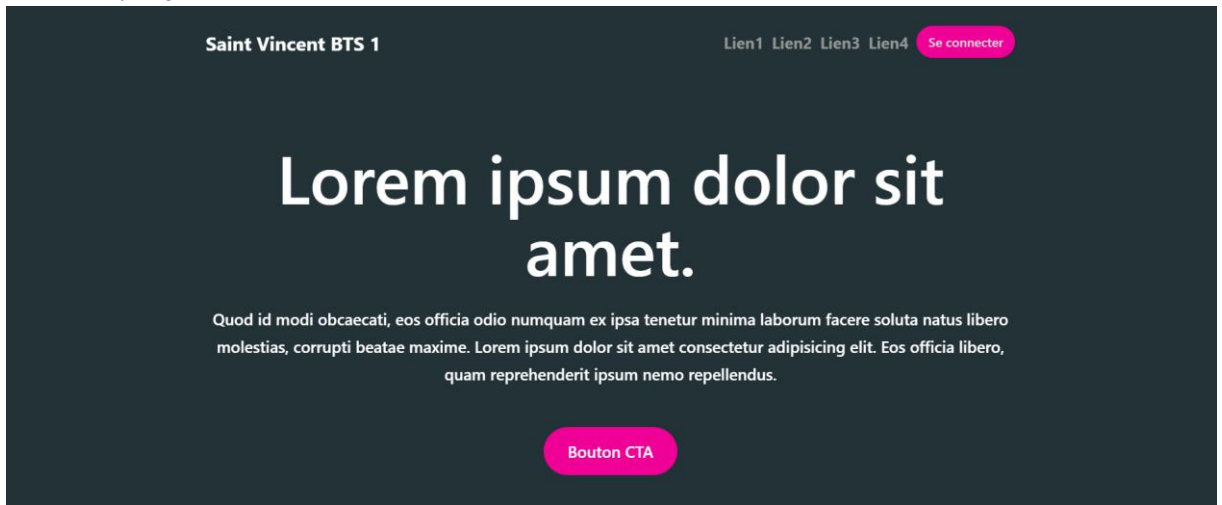 Saint Vincent BTS 1
Lien1 Lien2 Lien3 Lien4 Se connecter
Lorem ipsum dolor sit
amet.
Quod id modi obcaecati, eos officia odio numquam ex ipsa tenetur minima laborum facere soluta natus libero
molestias, corrupti beatae maxime. Lorem ipsum dolor sit amet consectetur adipisicing elit. Eos officia libero,
quam reprehenderit ipsum nemo repellendus.
Bouton CTA